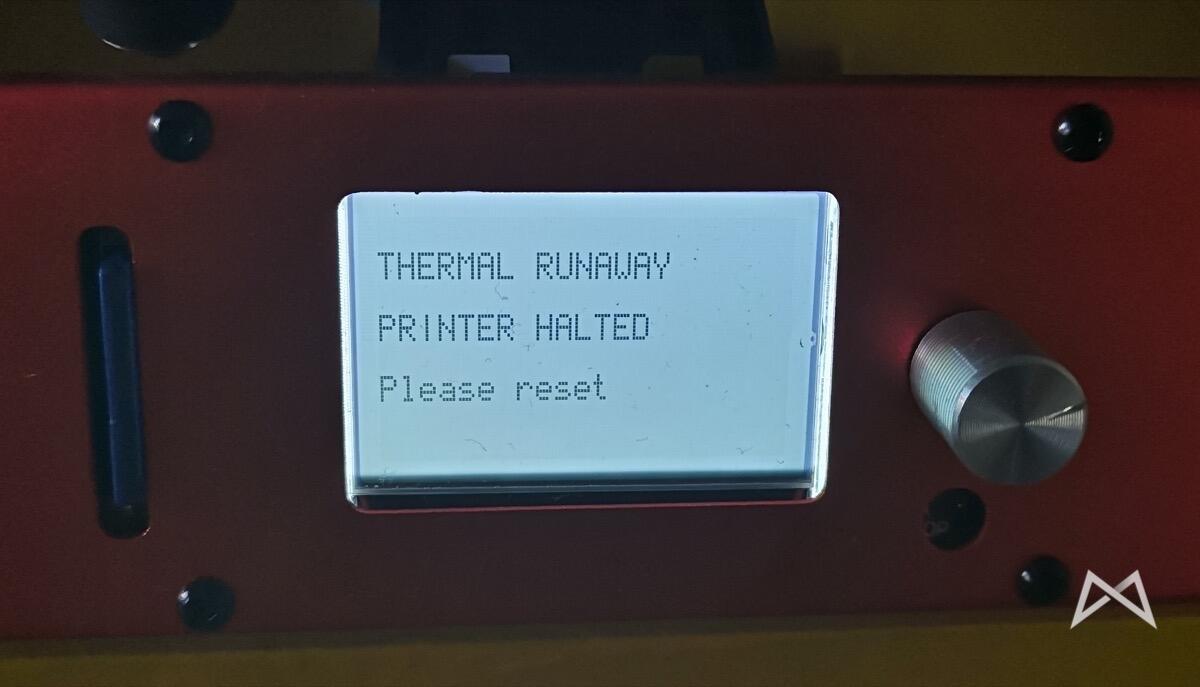 THERMAL RUNAWAY
PRINTER HALTED
Please reset